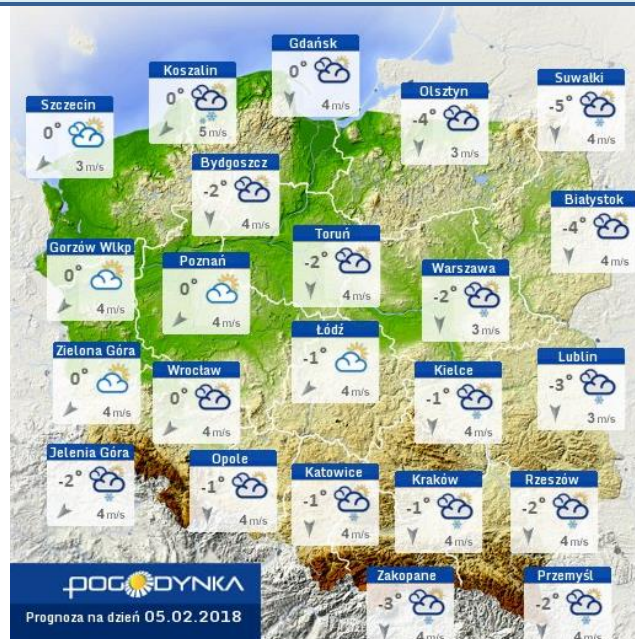 Gdańsk
0°
4 m/s
Koszalin
0°
5 m/s
Szczecin
0°
3 m/s
Olsztyn
-4°
3 m/s
Suwałki
-5°
4 m/s
Bydgoszcz
-2°
4 m/s
Białystok
-4°
4 m/s
Gorzów Wlkp
0°
4 m/s
Poznań
0°
4 m/s
Toruń
-2°
4 m/s
Warszawa
-2°
3 m/s
Zielona Góra
0°
4 m/s
Wrocław
0°
4 m/s
Łódź
-1°
4 m/s
Kielce
-1°
4 m/s
Lublin
-3°
3 m/s
Jelenia Góra
-2°
4 m/s
Opole
-1°
4 m/s
Katowice
-1°
4 m/s
Kraków
-1°
4 m/s
Rzeszów
-2°
4 m/s
Zakopane
-3°
4 m/s
Przemyśl
-2°
4 m/s
POGODYNKA
Prognoza na dzień 05.02.2018